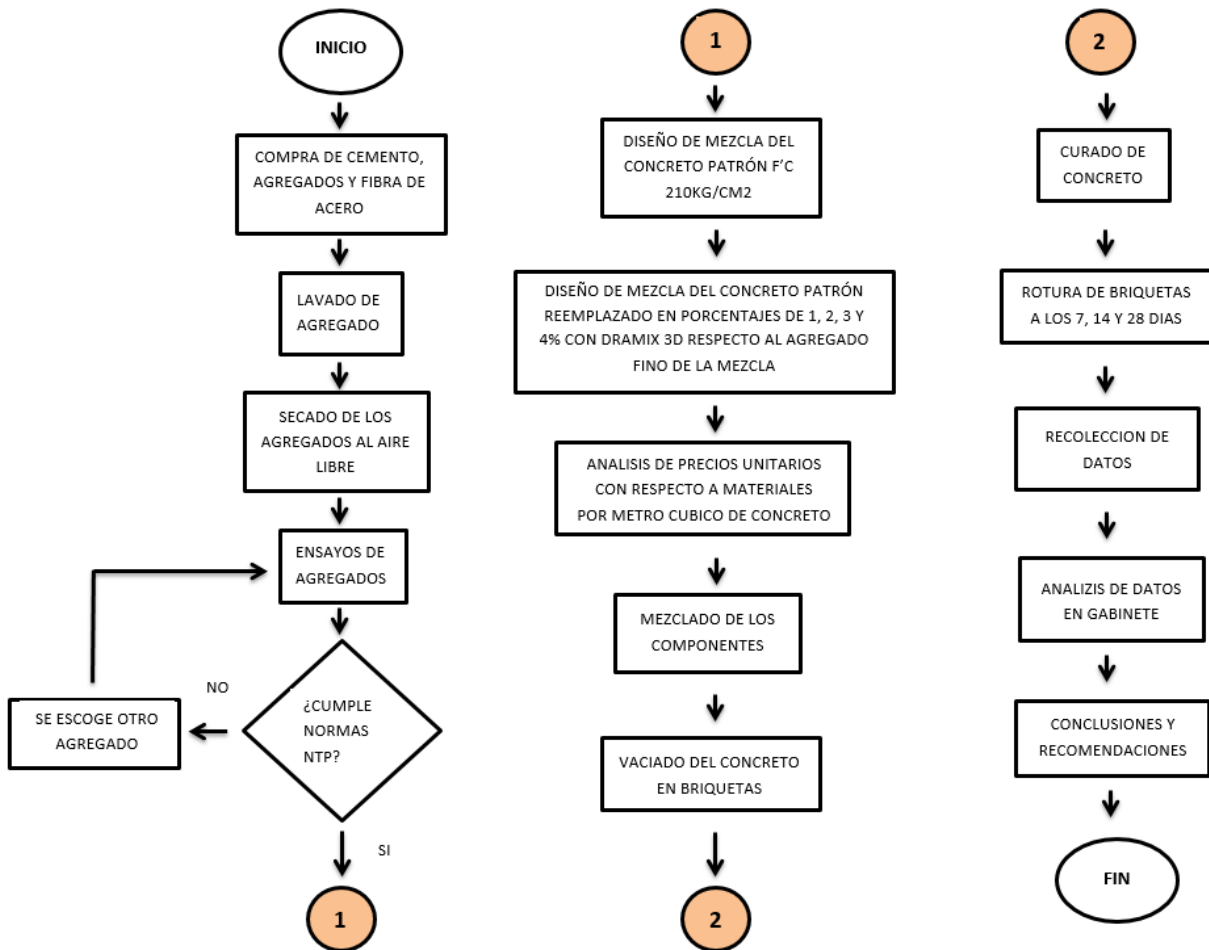 INICIO
COMPRA DE CEMENTO,
AGREGADOS Y FIBRA DE
ACERO
LAVADO DE
AGREGADO
SECADO DE LOS
AGREGADOS AL AIRE
LIBRE
ENSAYOS DE
AGREGADOS
¿CUMPLE
NORMAS
NTP?
NO
SE ESCOGE OTRO
AGREGADO
SI
1
1
DISEÑO DE MEZCLA DEL
CONCRETO PATRÓN F'C
210KG/CM2
DISEÑO DE MEZCLA DEL CONCRETO PATRÓN
REEMPLAZADO EN PORCENTAJES DE 1, 2, 3 Y
4% CON DRAMIX 3D RESPECTO AL AGREGADO
FINO DE LA MEZCLA
ANALISIS DE PRECIOS UNITARIOS
CON RESPECTO A MATERIALES
POR METRO CUBICO DE CONCRETO
MEZCLADO DE LOS
COMPONENTES
VACIADO DEL CONCRETO
EN BRIQUETAS
2
2
CURADO DE
CONCRETO
ROTURA DE BRIQUETAS
A LOS 7, 14 Y 28 DIAS
RECOLECCION DE
DATOS
ANALIZIS DE DATOS
EN GABINETE
CONCLUSIONES Y
RECOMENDACIONES
FIN